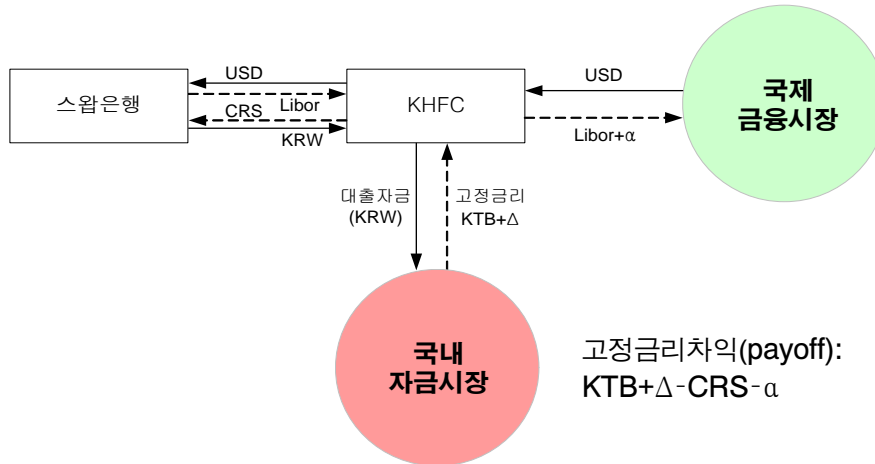 스왑은행
USD
Libor
CRS
KRW
KHFC
USD
Libor+α
국제
금융시장
대출자금
(KRW)
고정금리
KTB+Δ
국내
자금시장
고정금리차익(payoff):
KTB+Δ-CRS-α